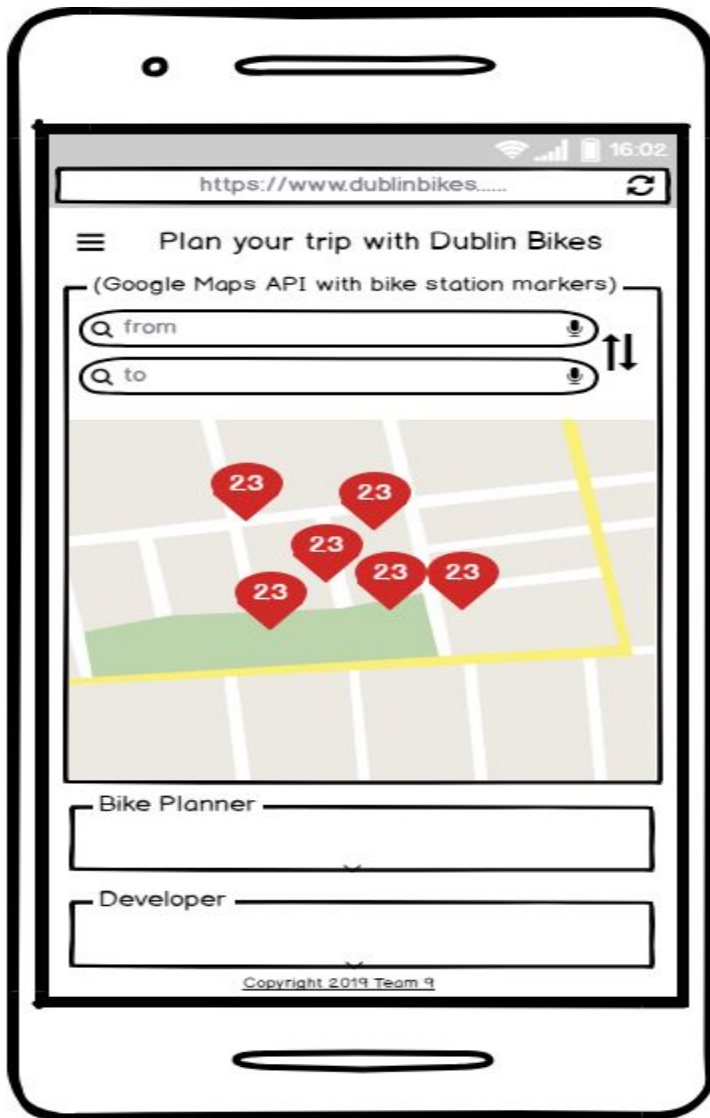 16:02
https://www.dublinbikes......
Plan your trip with Dublin Bikes
(Google Maps API with bike station markers)
from
to
23
23
23
23
23
23
Bike Planner
Developer
Copyright 2019 Team 9